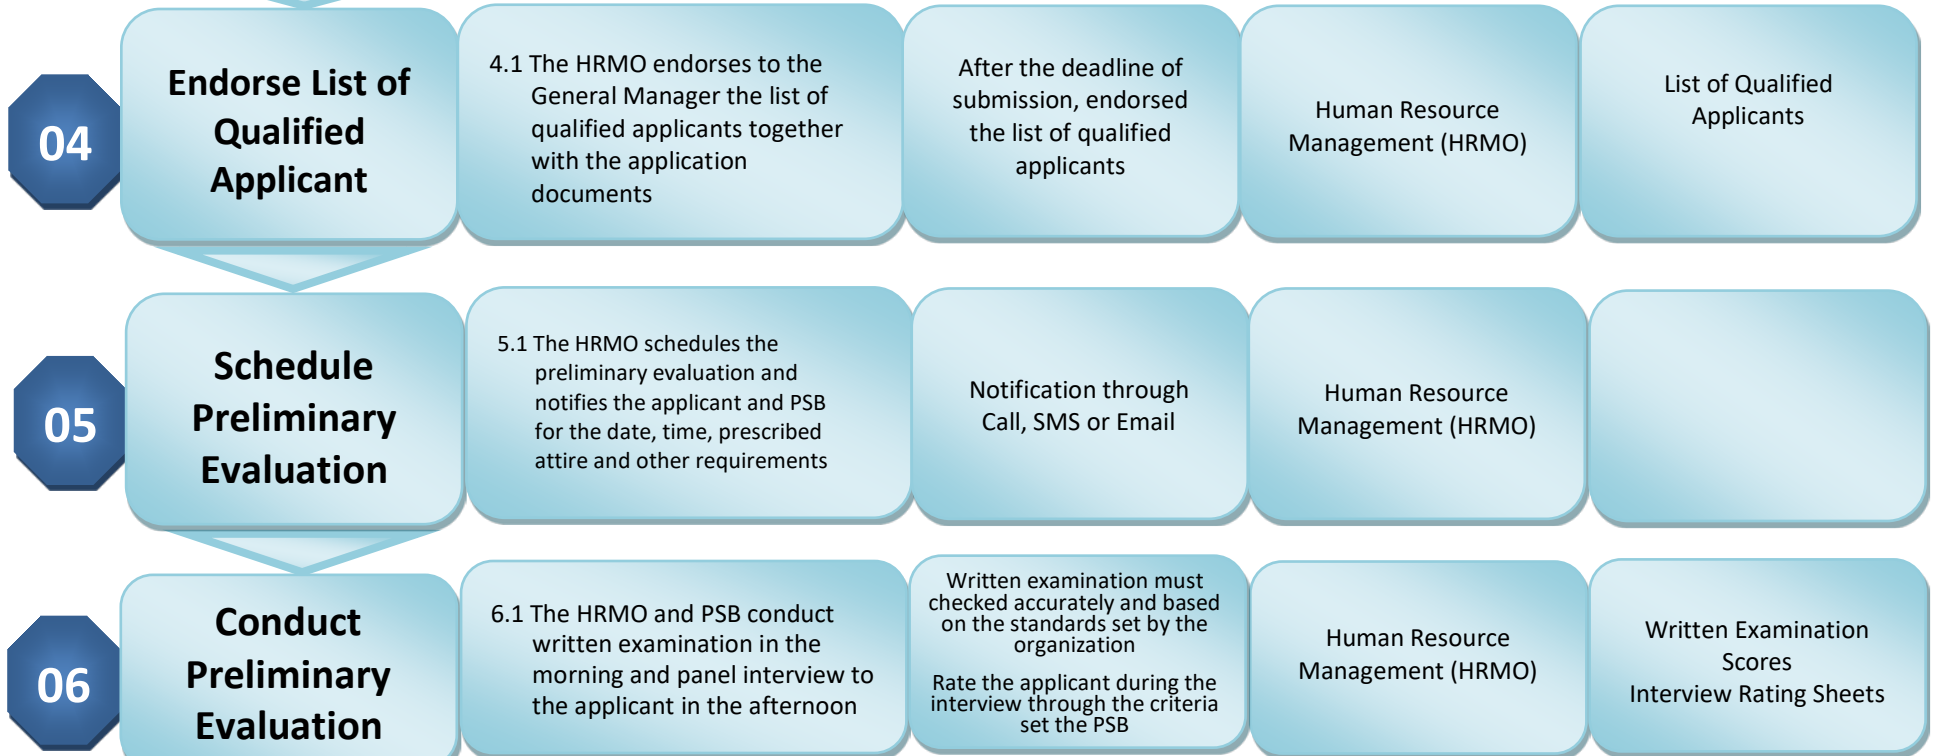 04
Endorse List of
Qualified
Applicant
4.1 The HRMO endorses to the
General Manager the list of
qualified applicants together
with the application
documents
After the deadline of
submission, endorsed
the list of qualified
applicants
Human Resource
Management (HRMO)
List of Qualified
Applicants
05
Schedule
Preliminary
Evaluation
5.1 The HRMO schedules the
preliminary evaluation and
notifies the applicant and PSB
for the date, time, prescribed
attire and other requirements
Notification through
Call, SMS or Email
Human Resource
Management (HRMO)
06
Conduct
Preliminary
Evaluation
6.1 The HRMO and PSB conduct
written examination in the
morning and panel interview to
the applicant in the afternoon
Written examination must
checked accurately and based
on the standards set by the
organization
Rate the applicant during the
interview through the criteria
set the PSB
Human Resource
Management (HRMO)
Written Examination
Scores
Interview Rating Sheets